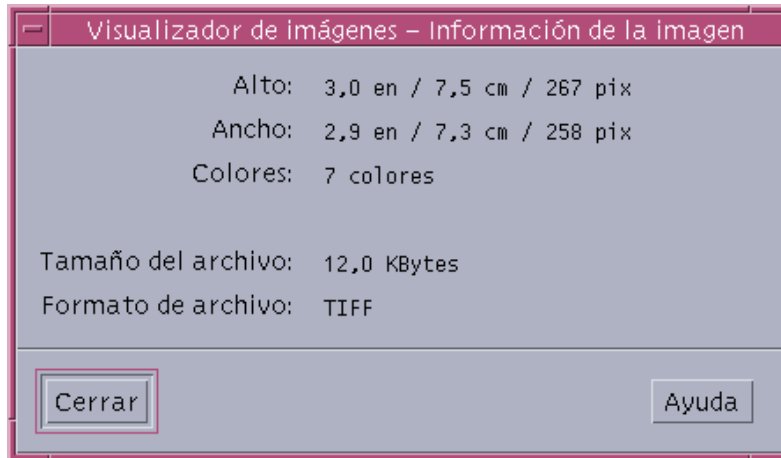 Visualizador de imágenes – Información de la imagen
Alto: 3,0 en / 7,5 cm / 267 pix
Ancho: 2,9 en / 7,3 cm / 258 pix
Colores: 7 colores
Tamaño del archivo: 12,0 KBytes
Formato de archivo: TIFF
Cerrar Ayuda